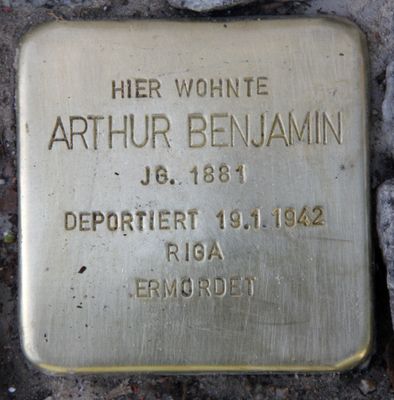 HIER WOHNTE
ARTHUR BENJAMIN
JG. 1881
DEPORTIERT 19.1.1942
RIGA
ERMORDET